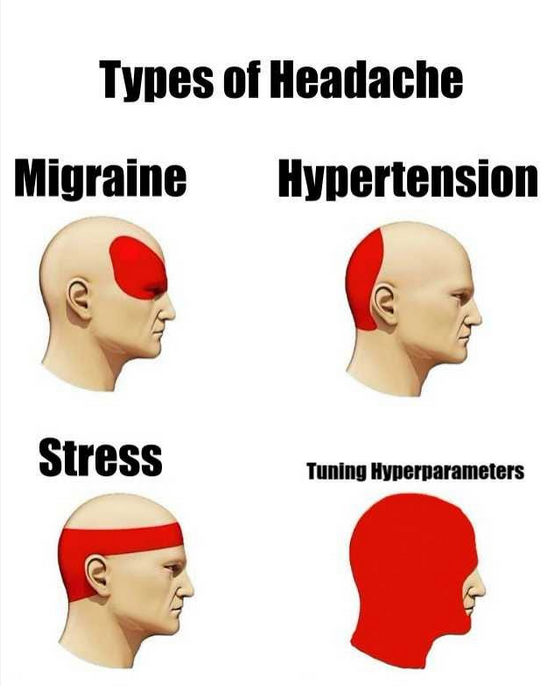 Types of Headache
Migraine
Hypertension
Stress
Tuning Hyperparameters